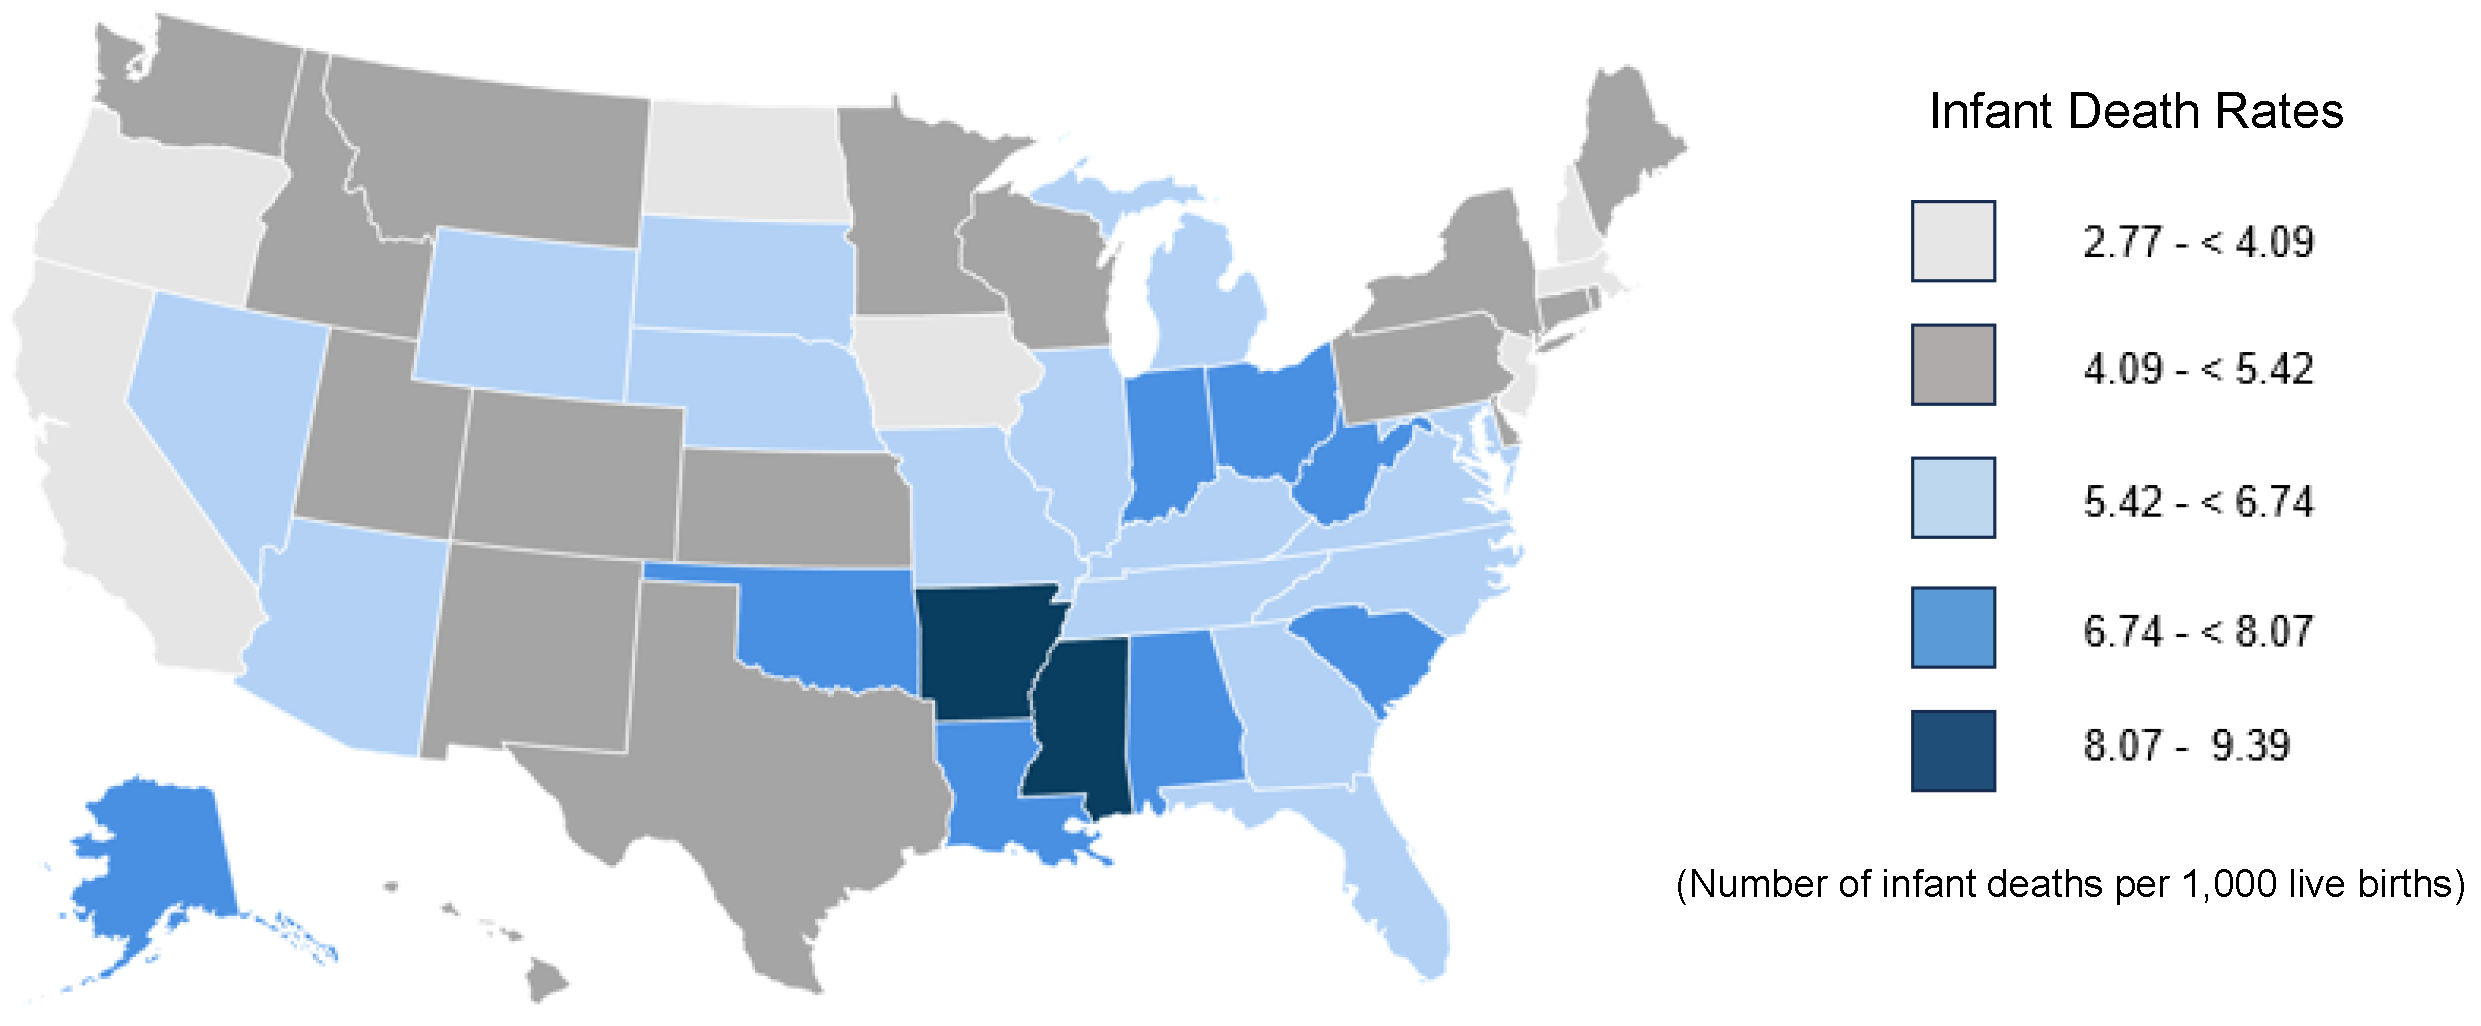 Infant Death Rates
2.77 - < 4.09
4.09 - < 5.42
5.42 - < 6.74
6.74 - < 8.07
8.07 - 9.39
(Number of infant deaths per 1,000 live births)